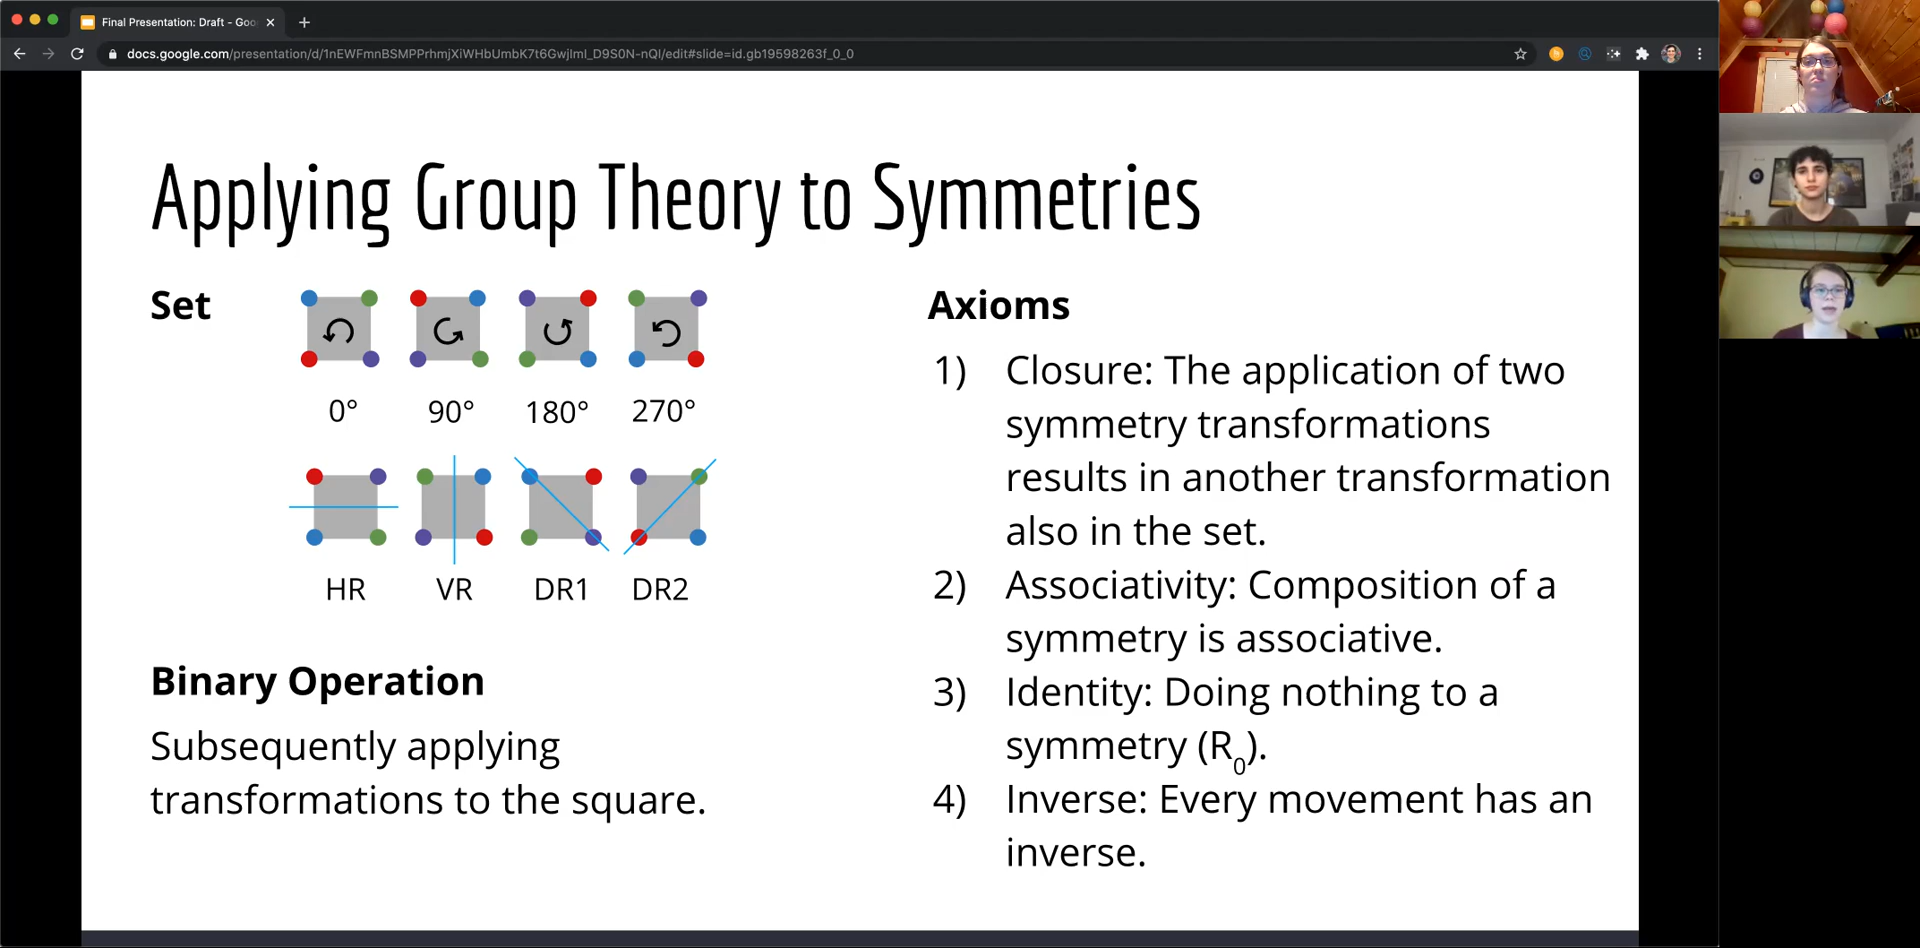 Final Presentation: Draft - Goo
docs.google.com/presentation/d/1nEWFmnBSMPPrhmjXiWHbUmbK7t6GwjImI_D9S0N-nQI/edit#slide=id.gb19598263f_0_0
Applying Group Theory to Symmetries
Set
0° 90° 180° 270°
HR VR DR1 DR2
Binary Operation
Subsequently applying
transformations to the square.
Axioms
1) Closure: The application of two
symmetry transformations
results in another transformation
also in the set.
2) Associativity: Composition of a
symmetry is associative.
3) Identity: Doing nothing to a
symmetry (R0).
4) Inverse: Every movement has an
inverse.